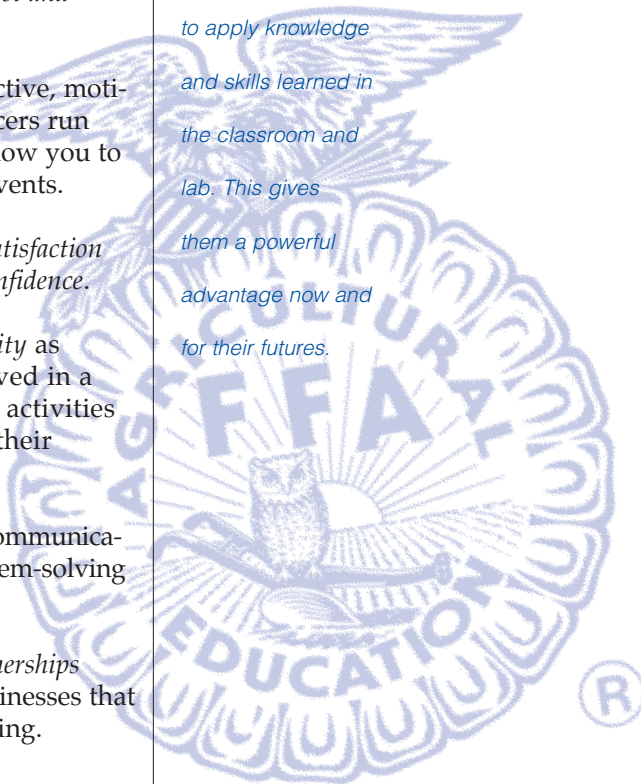 to apply knowledge
ctive, moti-
and skills learned in
cers run
the classroom and
ow you to
vents.
lab. This gives
tisfaction
them a powerful
nfidence.
advantage now and
ity as
for their futures.
ved in a
activities
their
ommunica-
em-solving
nerships
inesses that
ing.
AGRICULTURAL
FFA
EDUCATION
®